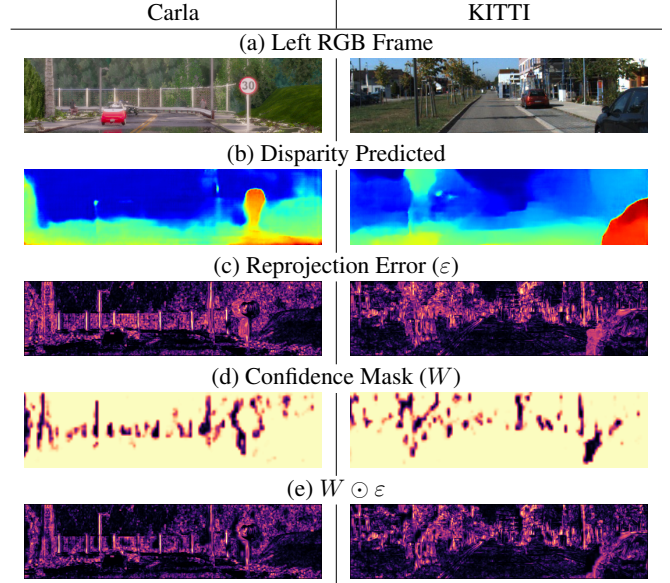 Carla KITTI
(a) Left RGB Frame
30
(b) Disparity Predicted
(c) Reprojection Error (ε)
(d) Confidence Mask (W)
(e) W ⊙ ε